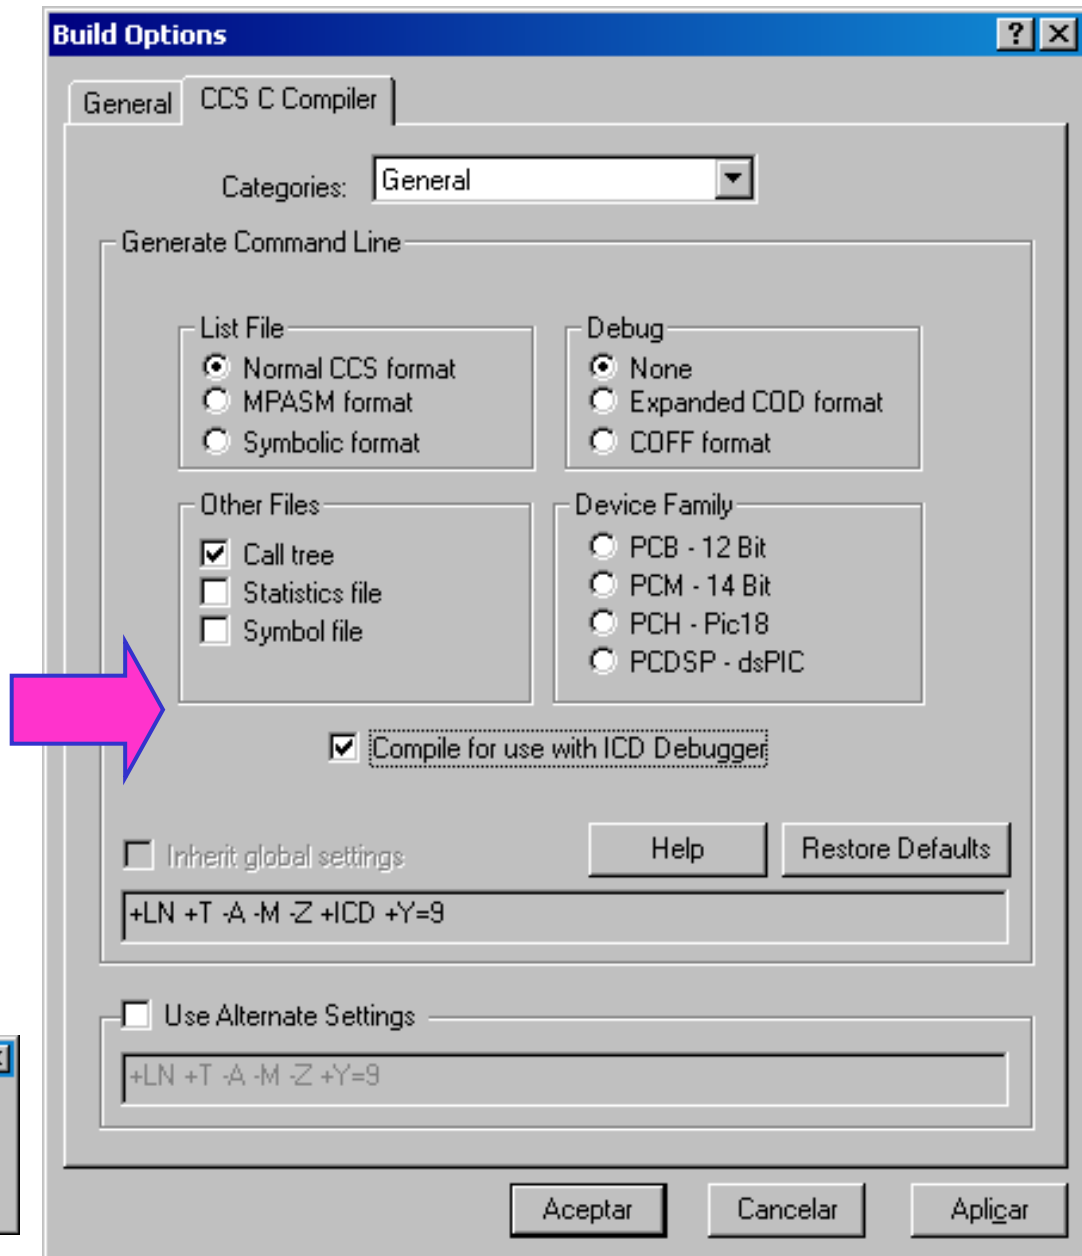 Build Options
General
CCS C Compiler
Categories:
General
Generate Command Line
List File
Normal CCS format
MPASM format
Symbolic format
Debug
None
Expanded COD format
COFF format
Other Files
Call tree
Statistics file
Symbol file
Device Family
PCB - 12 Bit
PCM - 14 Bit
PCH - Pic18
PCDSP - dsPIC
Compile for use with ICD Debugger
Inherit global settings
Help
Restore Defaults
+LN +T -A -M -Z +ICD +Y=9
Use Alternate Settings
+LN +T -A -M -Z +Y=9
Aceptar
Cancelar
Aplicar